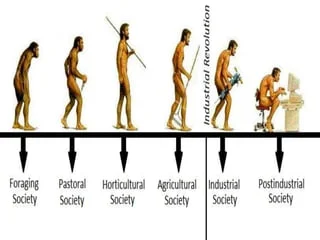 Industrial Revolution
Foraging
Society
Pastoral
Society
Horticultural
Society
Agricultural
Society
Industrial
Society
Postindustrial
Society